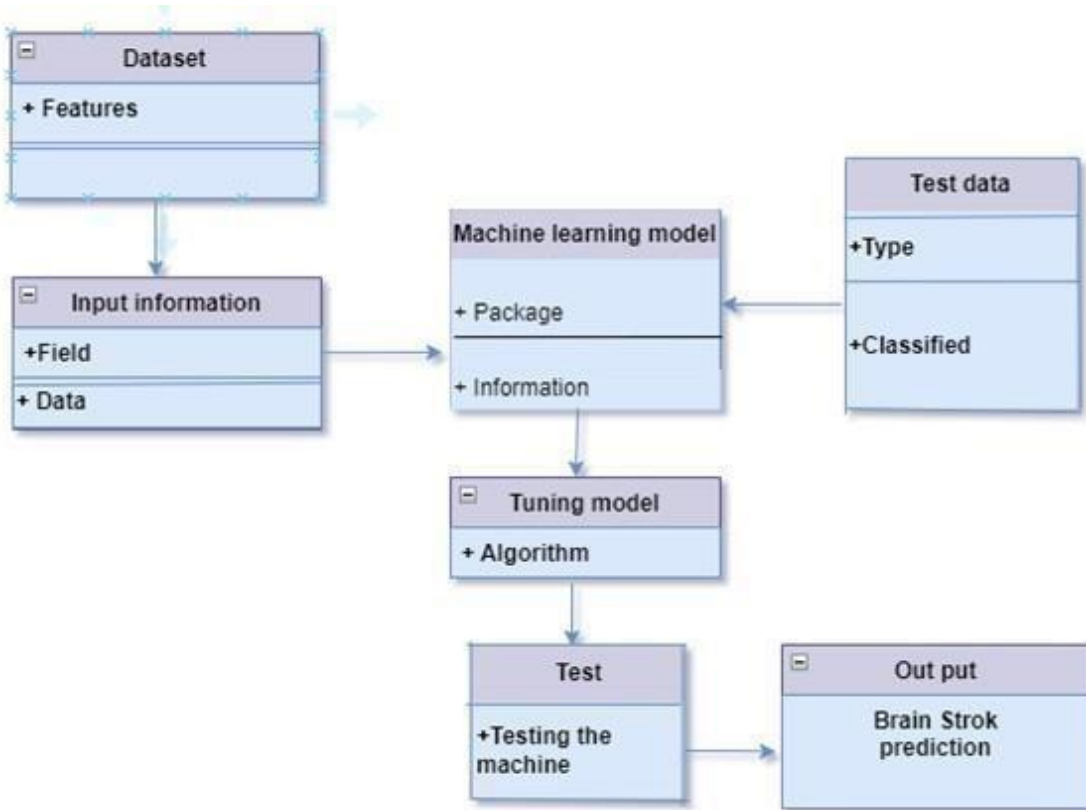 Dataset
+ Features
Input information
+Field
+ Data
Machine learning model
+ Package
+ Information
Test data
+Type
+Classified
Tuning model
+ Algorithm
Test
+Testing the
machine
Out put
Brain Strok
prediction